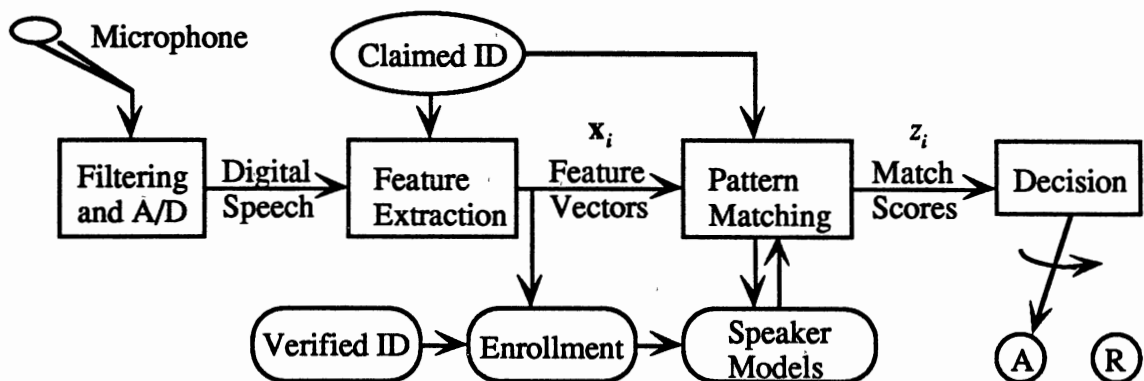 Microphone
Claimed ID
Filtering
and A/D
Digital
Speech
Feature
Extraction
x_i
Feature
Vectors
Pattern
Matching
z_i
Match
Scores
Decision
Verified ID
Enrollment
Speaker
Models
A
R